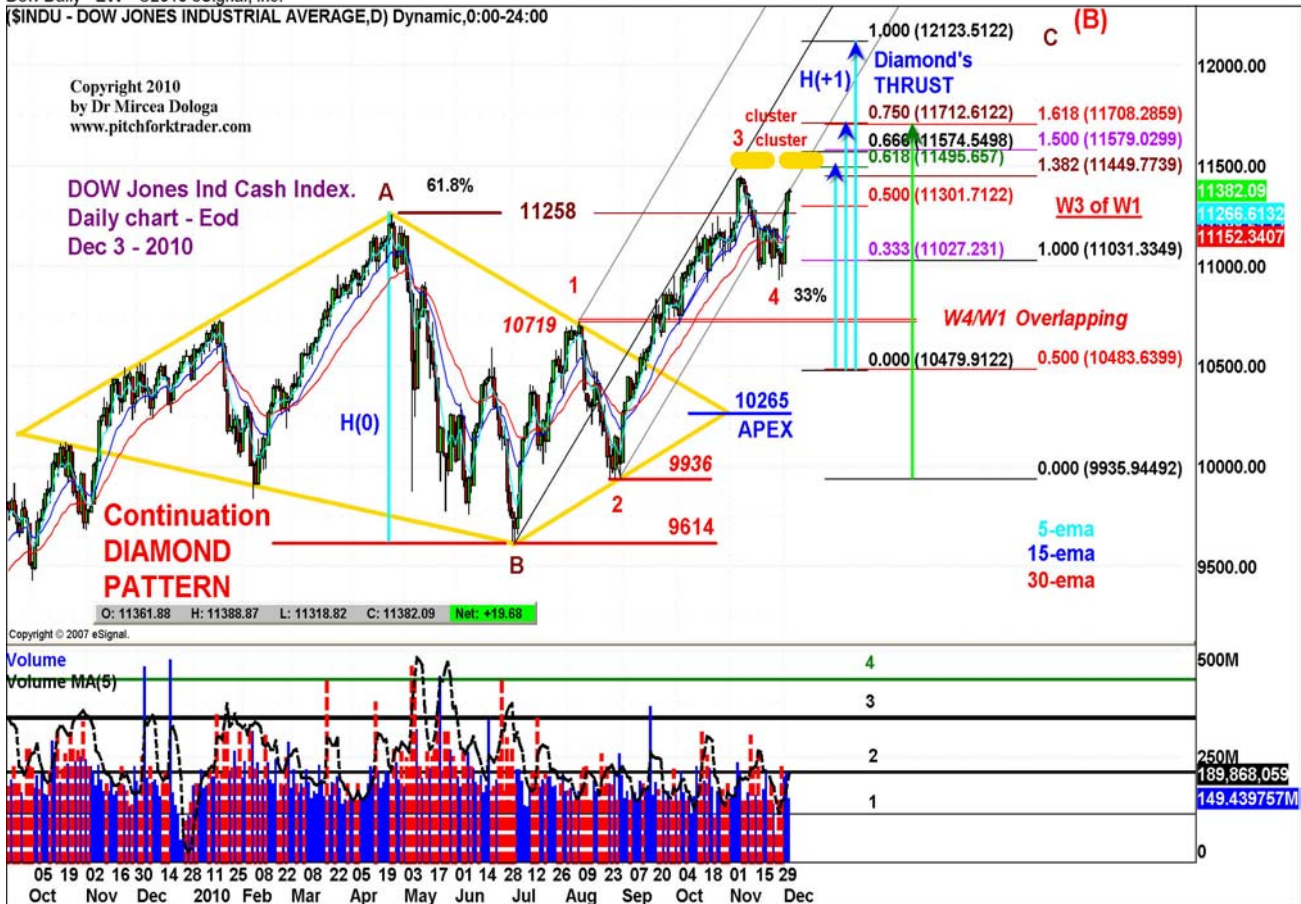 ($INDU - DOW JONES INDUSTRIAL AVERAGE,D) Dynamic,0:00-24:00
Copyright 2010
by Dr Mircea Dologa
www.pitchforktrader.com
DOW Jones Ind Cash Index.
Daily chart - Eod
Dec 3 - 2010
A
61.8%
11258
H(0)
1
10719
2
9936
B
9614
10265
APEX
3
4
33%
cluster
cluster
Continuation
DIAMOND
PATTERN
(B)
C
1.000 (12123.5122)
Diamond's
THRUST
H(+1)
0.750 (11712.6122)
0.666 (11574.5498)
0.618 (11495.657)
0.500 (11301.7122)
0.333 (11027.231)
0.000 (10479.9122)
1.618 (11708.2859)
1.500 (11579.0299)
1.382 (11449.7739)
W3 of W1
1.000 (11031.3349)
W4/W1 Overlapping
0.500 (10483.6399)
0.000 (9935.94492)
5-ema
15-ema
30-ema
12000.00
11500.00
11382.09
11266.6132
11152.3407
11000.00
10500.00
10000.00
9500.00
O: 11361.88 H: 11388.87 L: 11318.82 C: 11382.09 Net: +19.68
Copyright © 2007 eSignal.
Volume
Volume MA(5)
4
3
2
1
500M
250M
189,868,059
149.439757M
0
05 19 02 16 30 14 28 11 25 08 22 08 22 05 19 03 17 01 14 28 12 26 09 23 07 20 04 18 01 15 29
Oct Nov Dec 2010 Feb Mar Apr May Jun Jul Aug Sep Oct Nov Dec